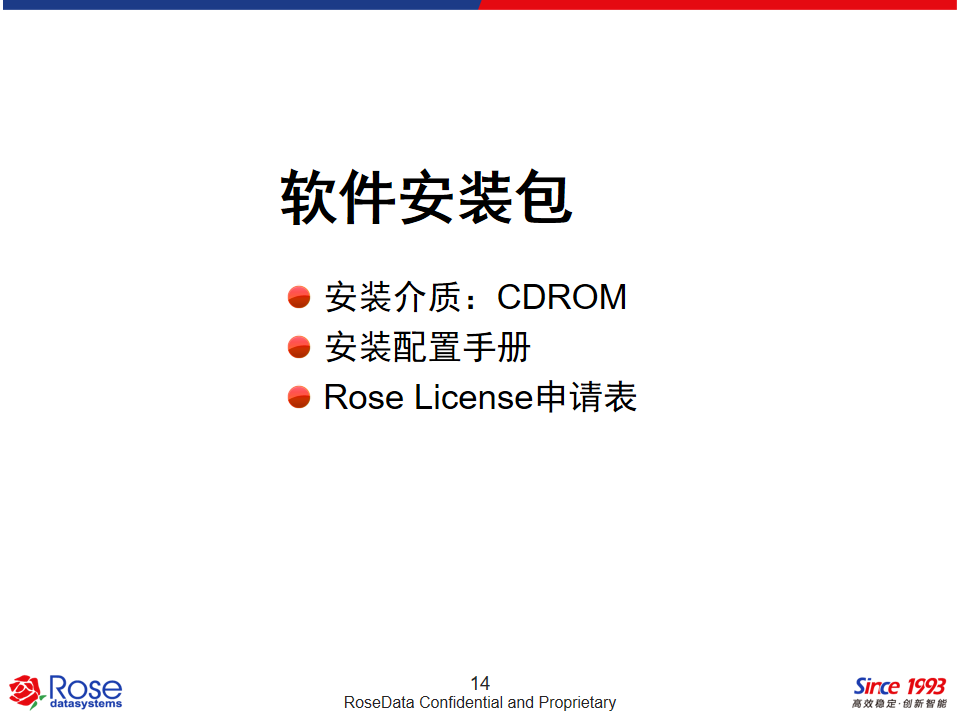 软件安装包
安装介质：CDROM
安装配置手册
Rose License申请表
Rose
datasystems
14
RoseData Confidential and Proprietary
Since 1993
高效稳定·创新智能